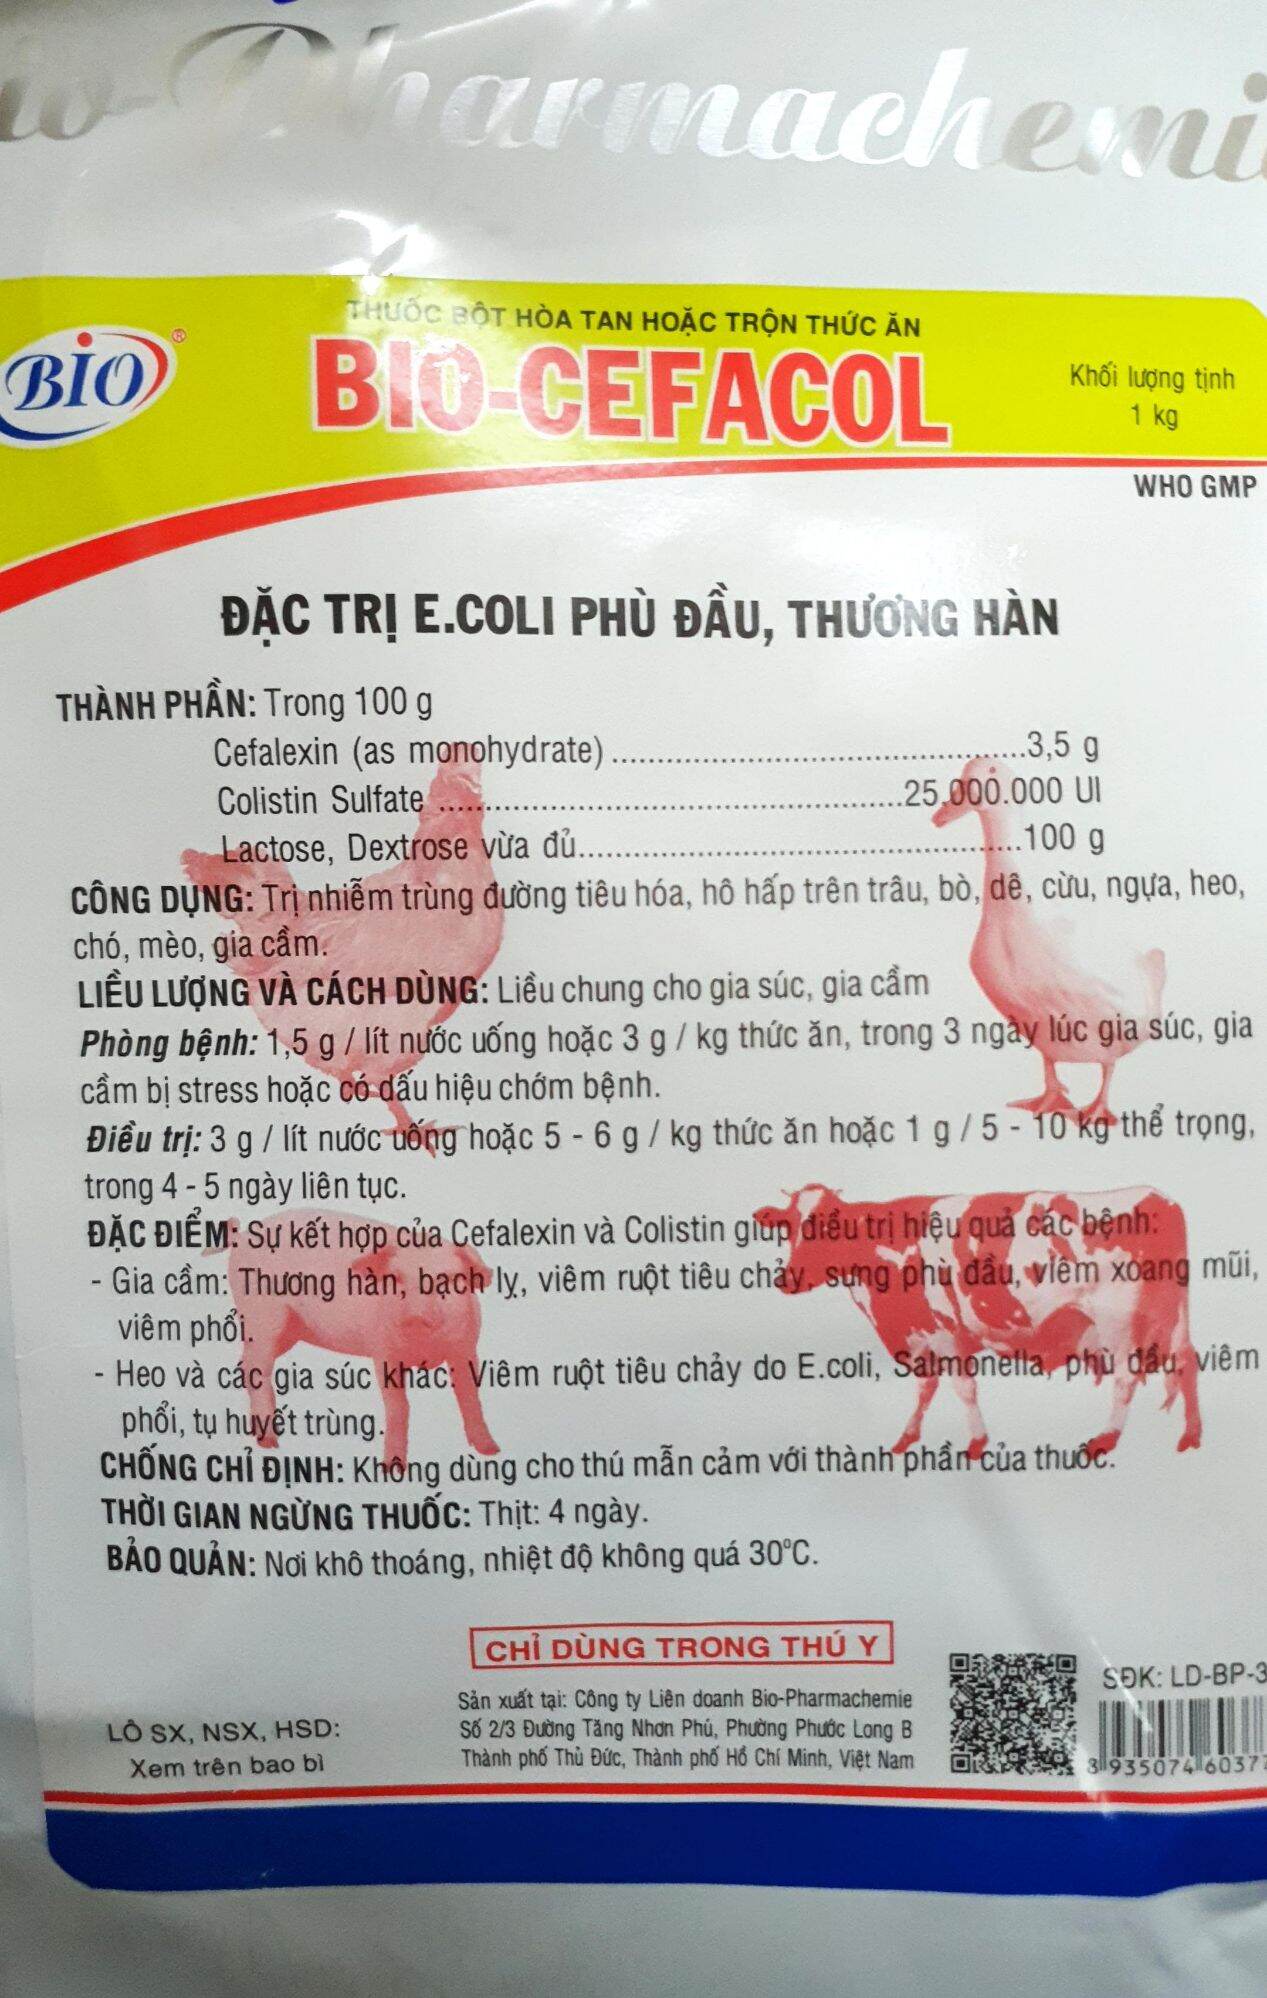 Pharmachemi
THUỐC BỘT HÒA TAN HOẶC TRỘN THỨC ĂN
BIO ®
BIO-CEFACOL
Khối lượng tịnh
1 kg
WHO GMP
ĐẶC TRỊ E.COLI PHÙ ĐẦU, THƯƠNG HÀN
THÀNH PHẦN: Trong 100 g
Cefalexin (as monohydrate) ........................................3,5 g
Colistin Sulfate ................................................25.000.000 UI
Lactose, Dextrose vừa đủ..............................................100 g
CÔNG DỤNG: Trị nhiễm trùng đường tiêu hóa, hô hấp trên trâu, bò, dê, cừu, ngựa, heo,
chó, mèo, gia cầm.
LIỀU LƯỢNG VÀ CÁCH DÙNG: Liều chung cho gia súc, gia cầm
Phòng bệnh: 1,5 g / lít nước uống hoặc 3 g / kg thức ăn, trong 3 ngày lúc gia súc, gia
cầm bị stress hoặc có dấu hiệu chớm bệnh.
Điều trị: 3 g / lít nước uống hoặc 5 - 6 g / kg thức ăn hoặc 1 g / 5 - 10 kg thể trọng,
trong 4 - 5 ngày liên tục.
ĐẶC ĐIỂM: Sự kết hợp của Cefalexin và Colistin giúp điều trị hiệu quả các bệnh:
- Gia cầm: Thương hàn, bạch lỵ, viêm ruột tiêu chảy, sưng phù đầu, viêm xoang mũi,
viêm phổi.
- Heo và các gia súc khác: Viêm ruột tiêu chảy do E.coli, Salmonella, phù đầu, viêm
phổi, tụ huyết trùng.
CHỐNG CHỈ ĐỊNH: Không dùng cho thú mẫn cảm với thành phần của thuốc.
THỜI GIAN NGỪNG THUỐC: Thịt: 4 ngày.
BẢO QUẢN: Nơi khô thoáng, nhiệt độ không quá 30°C.
CHỈ DÙNG TRONG THÚ Y
LÔ SX, NSX, HSD:
Xem trên bao bì
Sản xuất tại: Công ty Liên doanh Bio-Pharmachemie
Số 2/3 Đường Tăng Nhơn Phú, Phường Phước Long B
Thành phố Thủ Đức, Thành phố Hồ Chí Minh, Việt Nam
SĐK: LD-BP-3
8 935074 6037